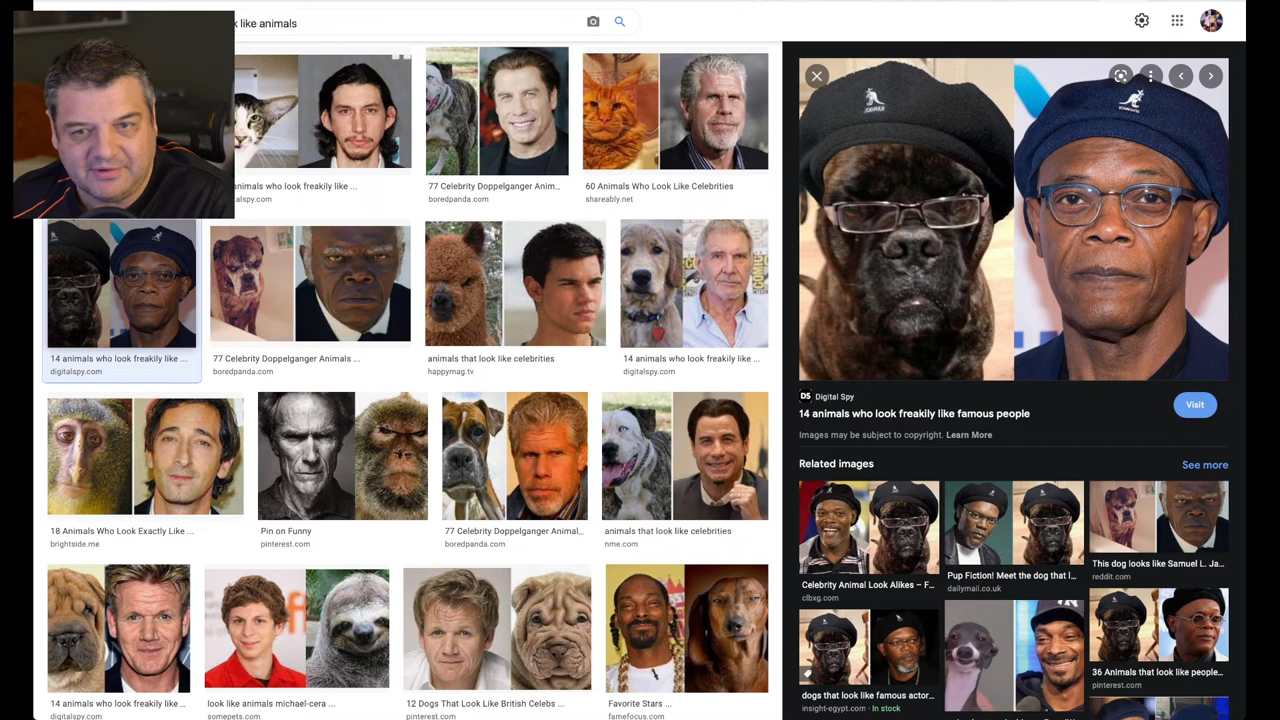 k like animals
animals who look freakily like ...
italspy.com
77 Celebrity Doppelganger Anim...
boredpanda.com
60 Animals Who Look Like Celebrities
shareably.net
14 animals who look freakily like ...
digitalspy.com
77 Celebrity Doppelganger Animals ...
boredpanda.com
animals that look like celebrities
happymag.tv
14 animals who look freakily like ...
digitalspy.com
18 Animals Who Look Exactly Like ...
brightside.me
Pin on Funny
pinterest.com
77 Celebrity Doppelganger Animal...
boredpanda.com
animals that look like celebrities
nme.com
14 animals who look freakily like ..
digitalspy.com
look like animals michael-cera ...
somepets.com
12 Dogs That Look Like British Celebs ...
pinterest.com
Favorite Stars ...
famefocus.com
DS Digital Spy
14 animals who look freakily like famous people
Visit
Images may be subject to copyright. Learn More
Related images
See more
Celebrity Animal Look Alikes – F...
clbxg.com
Pup Fiction! Meet the dog that l...
dailymail.co.uk
This dog looks like Samuel L. Ja...
reddit.com
dogs that look like famous actor...
insight-egypt.com · In stock
36 Animals that look like people...
pinterest.com